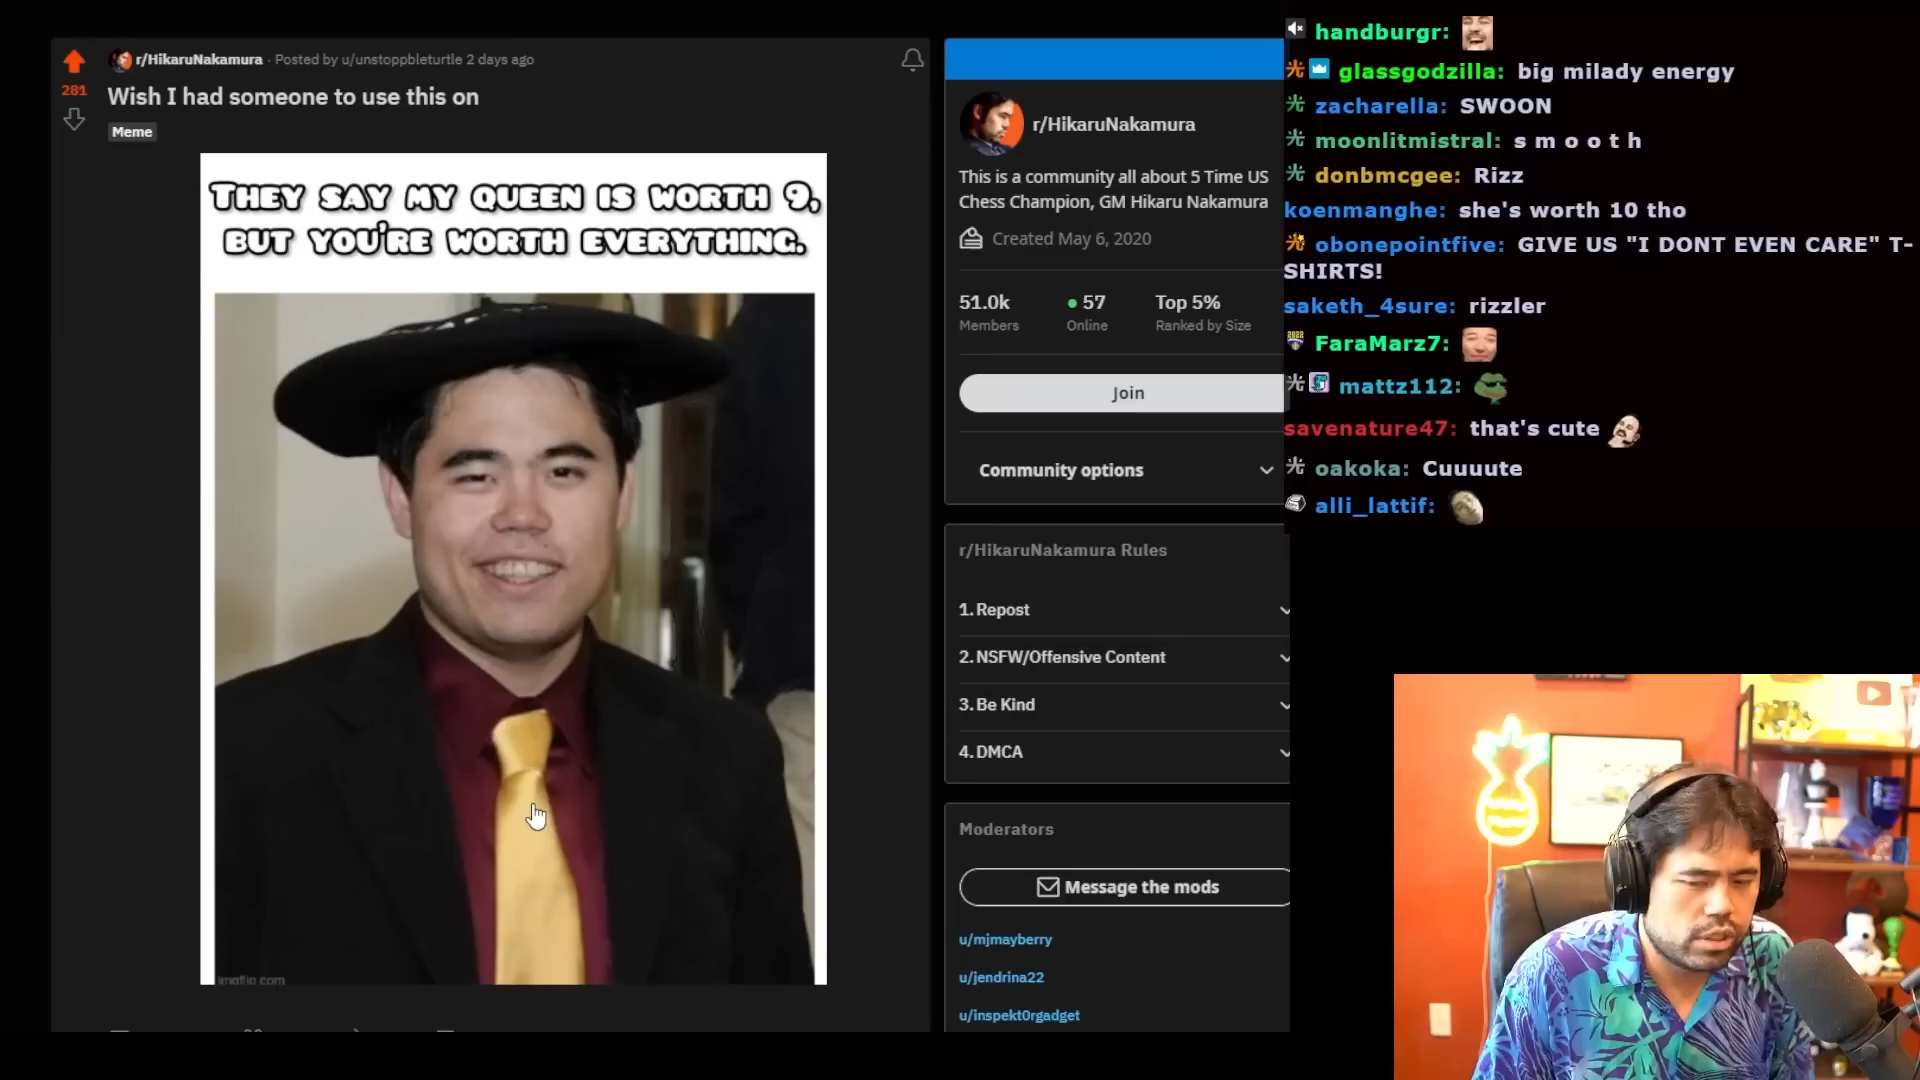 r/HikaruNakamura · Posted by u/unstoppbleturtle 2 days ago
281
Wish I had someone to use this on
Meme
THEY SAY MY QUEEN IS WORTH 9,
BUT YOU'RE WORTH EVERYTHING.
imgflip.com
r/HikaruNakamura
This is a community all about 5 Time US
Chess Champion, GM Hikaru Nakamura
Created May 6, 2020
51.0k
57
Top 5%
Members
Online
Ranked by Size
Join
Community options
r/HikaruNakamura Rules
1. Repost
2. NSFW/Offensive Content
3. Be Kind
4. DMCA
Moderators
Message the mods
u/mjmayberry
u/jendrina22
u/inspekt0rgadget
handburgr:
glassgodzilla: big milady energy
zacharella: SWOON
moonlitmistral: s m o o t h
donbmcgee: Rizz
koenmanghe: she's worth 10 tho
obonepointfive: GIVE US "I DONT EVEN CARE" T-
SHIRTS!
saketh_4sure: rizzler
FaraMarz7:
mattz112:
savenature47: that's cute
oakoka: Cuuuute
alli_lattif: